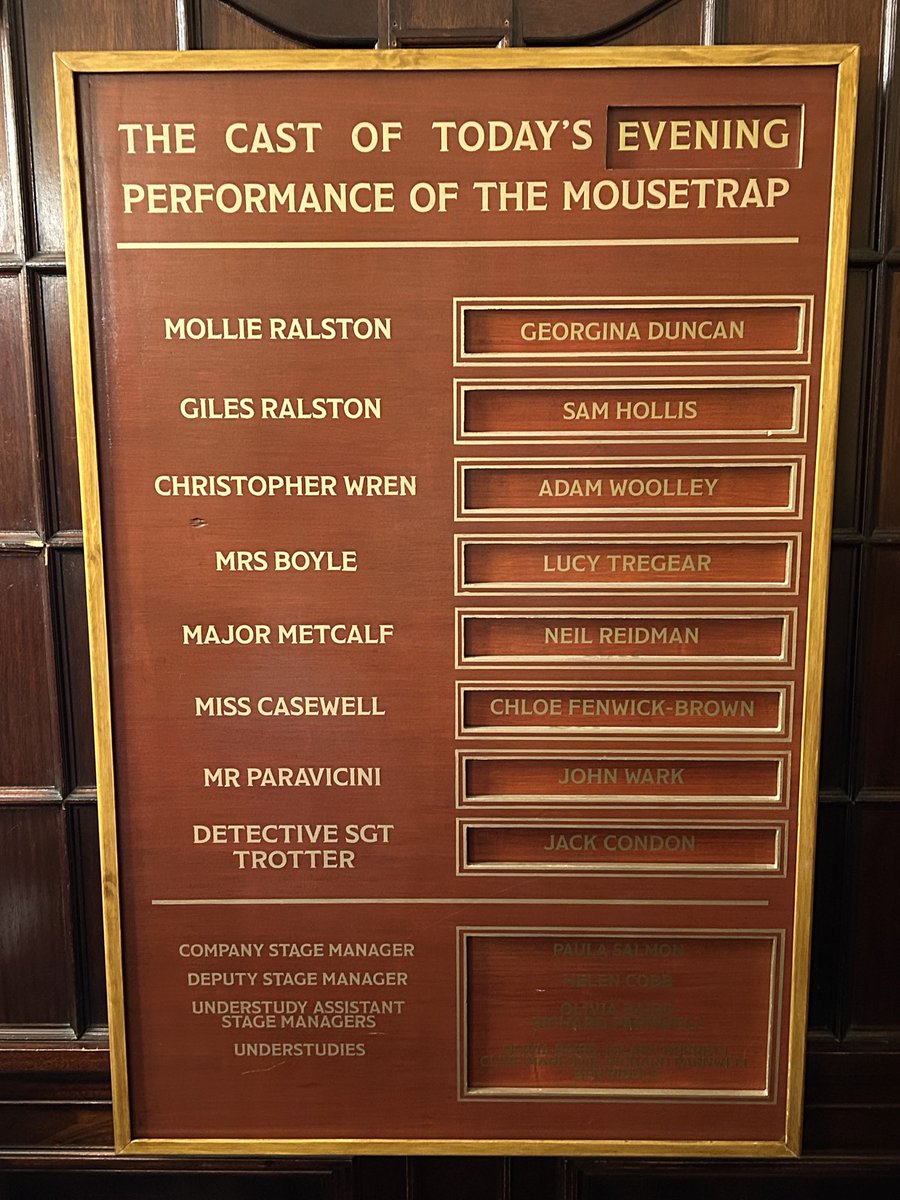 THE CAST OF TODAY'S EVENING
PERFORMANCE OF THE MOUSETRAP
MOLLIE RALSTON GEORGINA DUNCAN
GILES RALSTON SAM HOLLIS
CHRISTOPHER WREN ADAM WOOLLEY
MRS BOYLE LUCY TREGEAR
MAJOR METCALF NEIL REIDMAN
MISS CASEWELL CHLOE FENWICK-BROWN
MR PARAVICINI JOHN WARK
DETECTIVE SGT
TROTTER JACK CONDON
COMPANY STAGE MANAGER PAULA SALMON
DEPUTY STAGE MANAGER HELEN COBB
UNDERSTUDY ASSISTANT
STAGE MANAGERS
UNDERSTUDIES